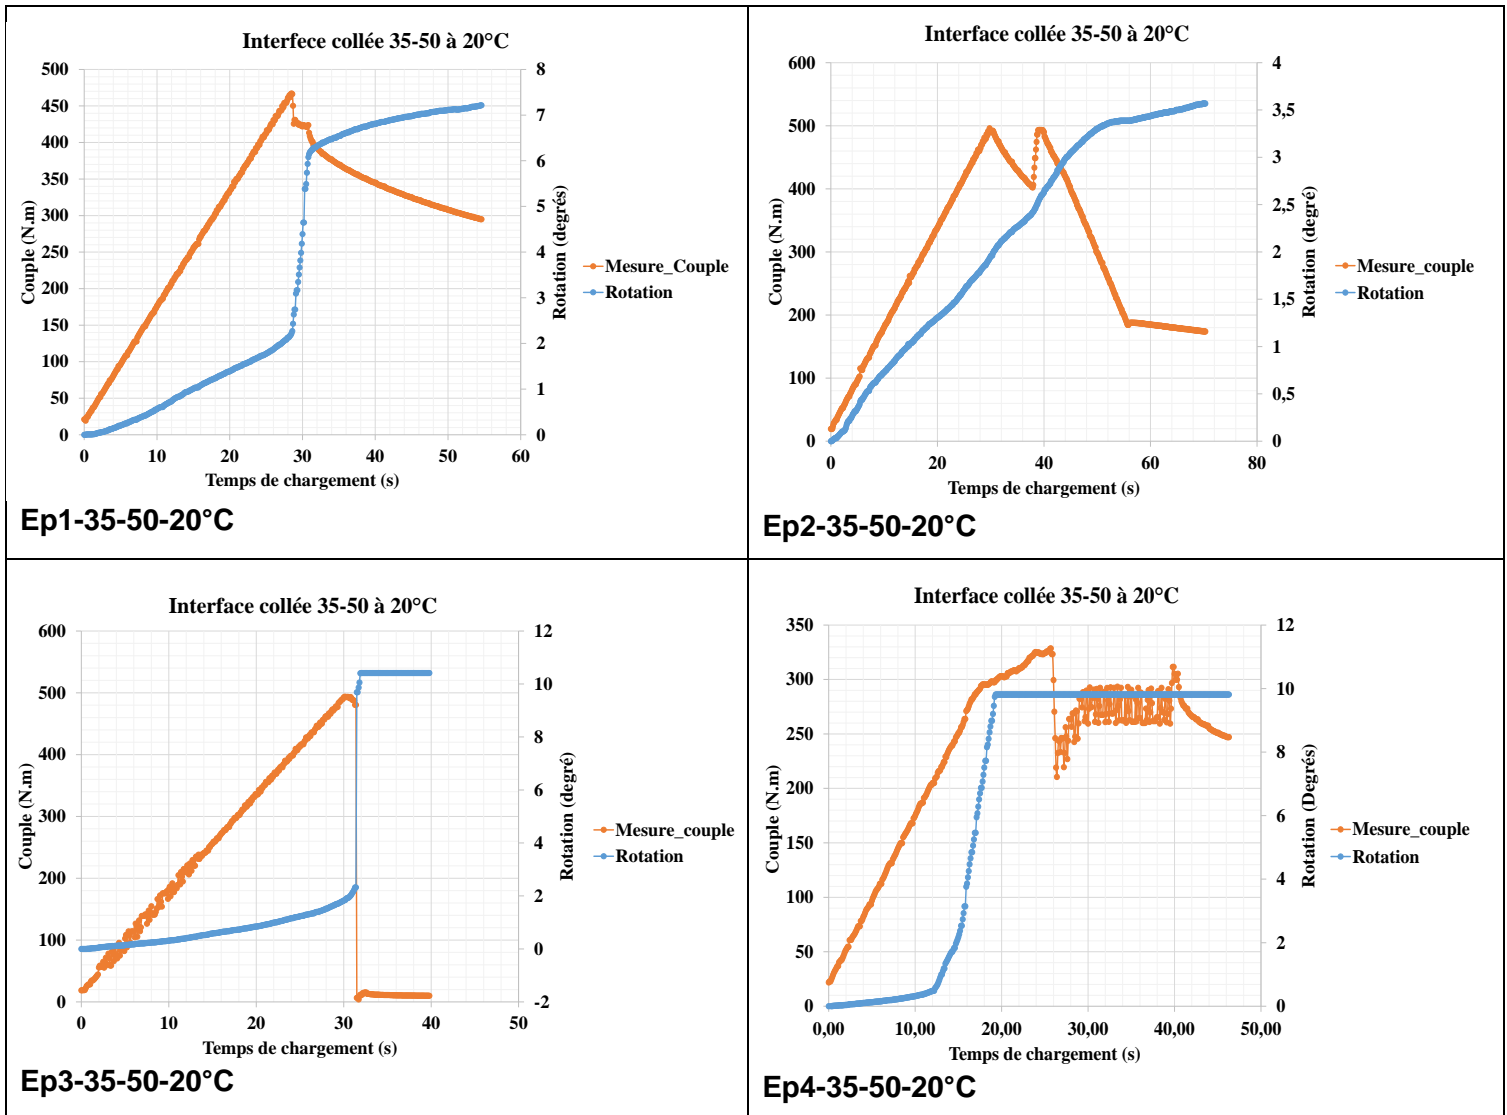 Interfece collée 35-50 à 20°C
500
450
400
350
300
250
200
150
100
50
0
8
7
6
5
4
3
2
1
0
0 10 20 30 40 50 60
Couple (N.m)
Rotation (degrés)
Temps de chargement (s)
Mesure_Couple
Rotation
Ep1-35-50-20°C
Interface collée 35-50 à 20°C
600
500
400
300
200
100
0
4
3,5
3
2,5
2
1,5
1
0,5
0
0 20 40 60 80
Couple (N.m)
Rotation (degré)
Temps de chargement (s)
Mesure_couple
Rotation
Ep2-35-50-20°C
Interface collée 35-50 à 20°C
600
500
400
300
200
100
0
12
10
8
6
4
2
0
-2
0 10 20 30 40 50
Couple (N.m)
Rotation (degré)
Temps de chargement (s)
Mesure_couple
Rotation
Ep3-35-50-20°C
Interface collée 35-50 à 20°C
350
300
250
200
150
100
50
0
12
10
8
6
4
2
0
0,00 10,00 20,00 30,00 40,00 50,00
Couple (N.m)
Rotation (Degrés)
Temps de chargement (s)
Mesure_couple
Rotation
Ep4-35-50-20°C